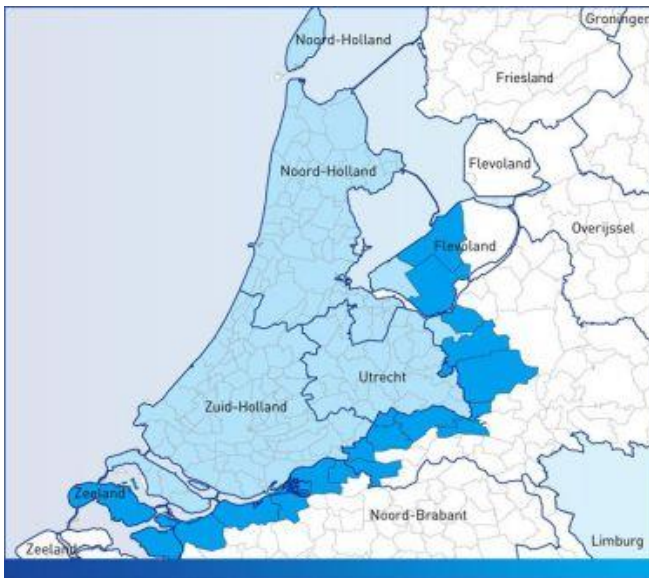 Groningen
Noord-Holland
Friesland
Noord-Holland
Flevoland
Overijssel
Flevoland
Utrecht
Zuid-Holland
Zeeland
Noord-Brabant
Limburg
Zeeland